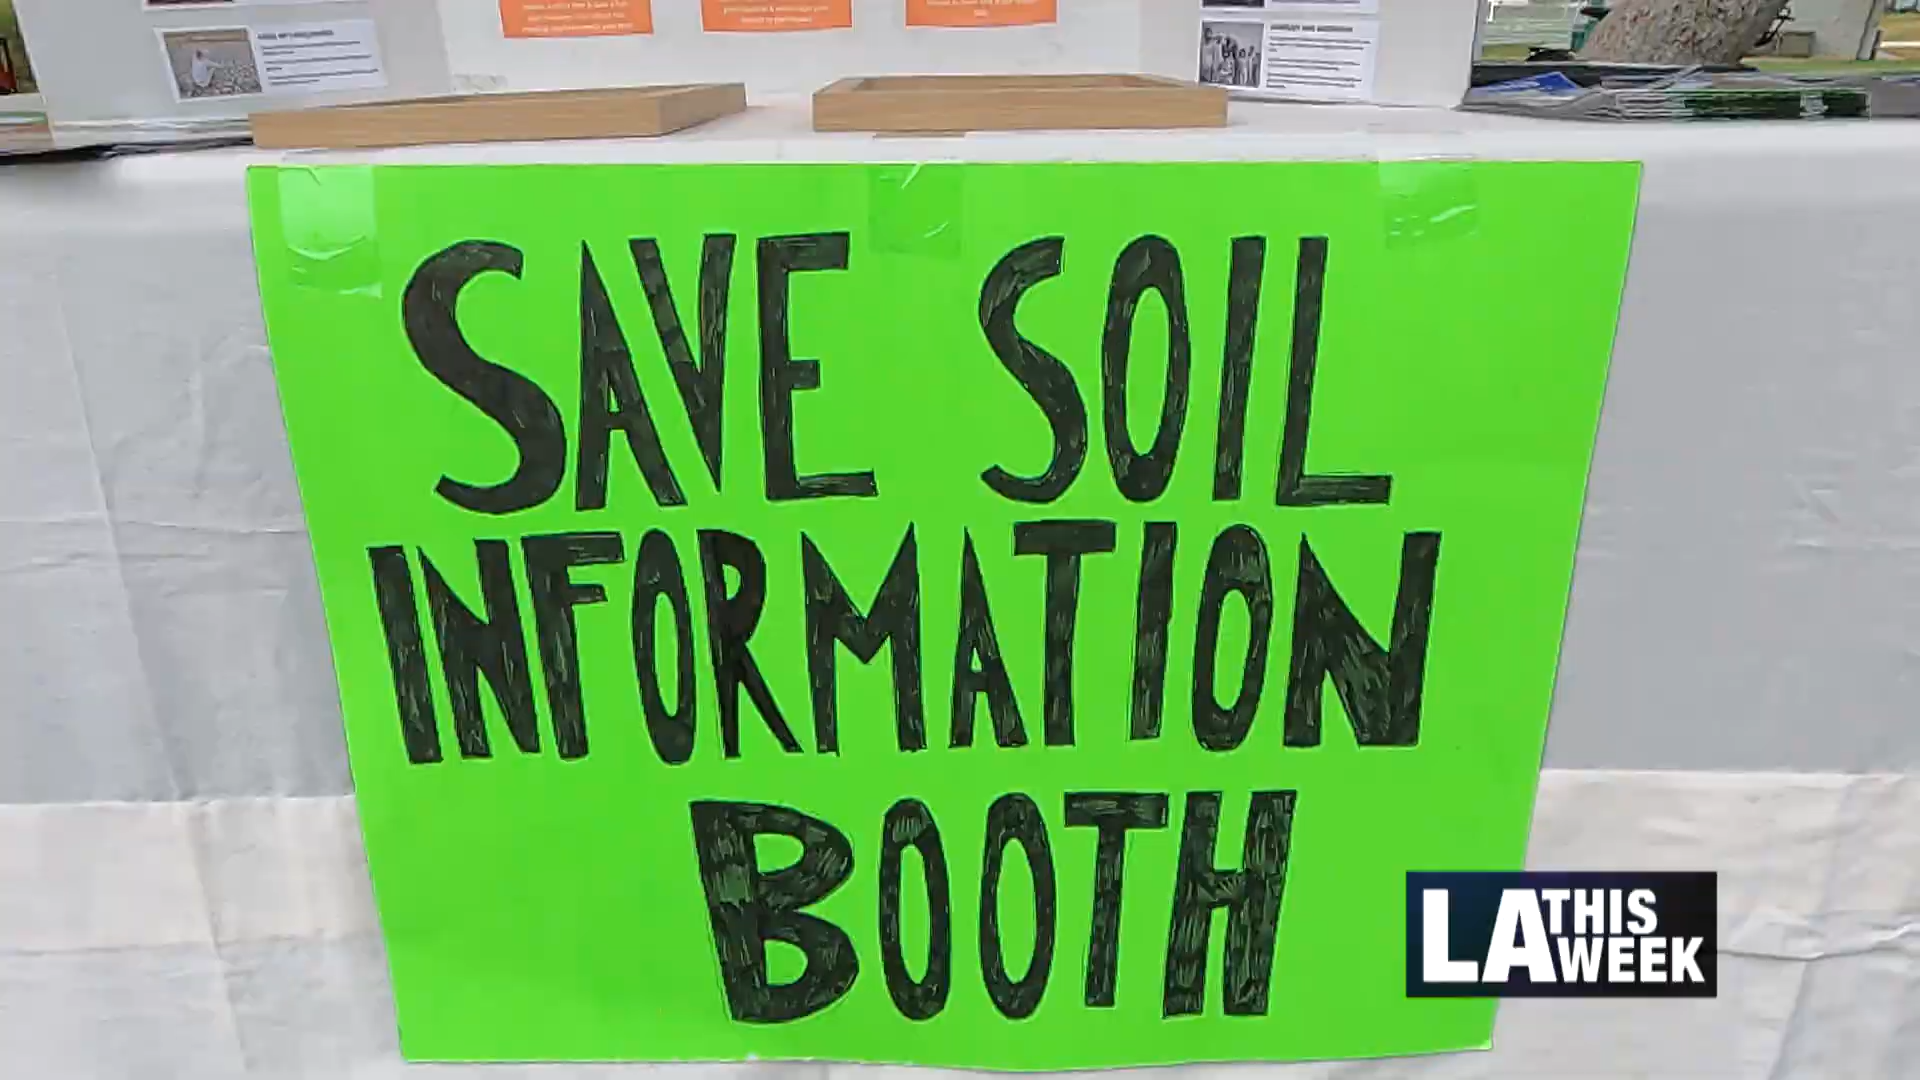 SAVE SOIL
INFORMATION
BOOTH
LA THIS
WEEK